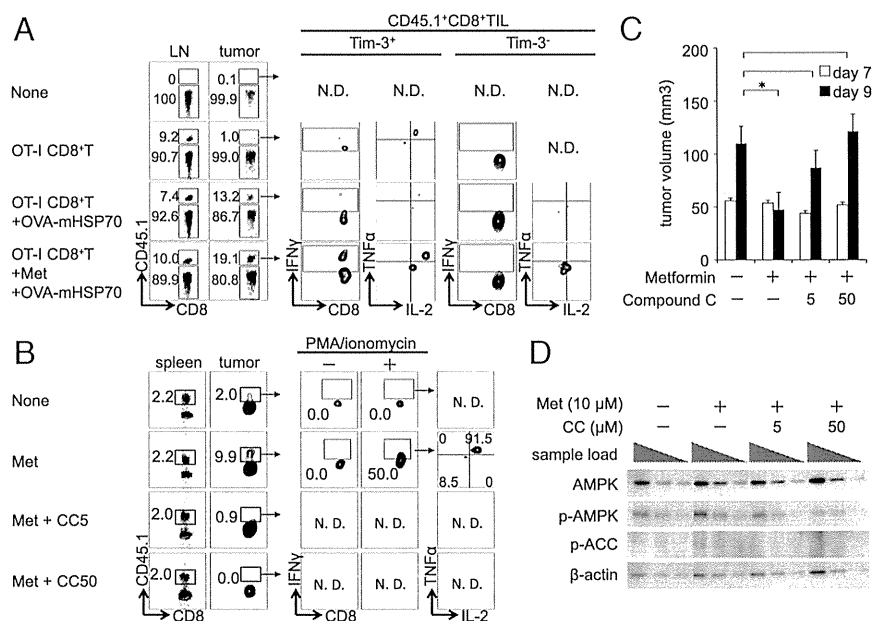 A
CD45.1+CD8+TIL
LN tumor Tim-3+ Tim-3-
None 0 0.1 N.D. N.D. N.D. N.D.
100 99.9
OT-I CD8+T 9.2 1.0 N.D.
90.7 99.0
OT-I CD8+T 7.4 13.2
+OVA-mHSP70 92.6 86.7
OT-I CD8+T 10.0 19.1
+Met
+OVA-mHSP70 89.9 80.8
CD45.1 IFNγ TNFα IFNγ TNFα
CD8 CD8 IL-2 CD8 IL-2
B
PMA/ionomycin
spleen tumor − +
None 2.2 2.0 0.0 0.0 N. D.
Met 2.2 9.9 0.0 50.0 0 91.5
8.5 0
Met + CC5 2.0 0.9 N. D. N. D. N. D.
Met + CC50 2.0 0.0 N. D. N. D. N. D.
CD45.1 IFNγ TNFα
CD8 CD8 IL-2
C
tumor volume (mm3)
200
150
100
50
0
day 7
day 9
*
Metformin − + + +
Compound C − − 5 50
D
Met (10 µM) − + + +
CC (µM) − − 5 50
sample load
AMPK
p-AMPK
p-ACC
β-actin